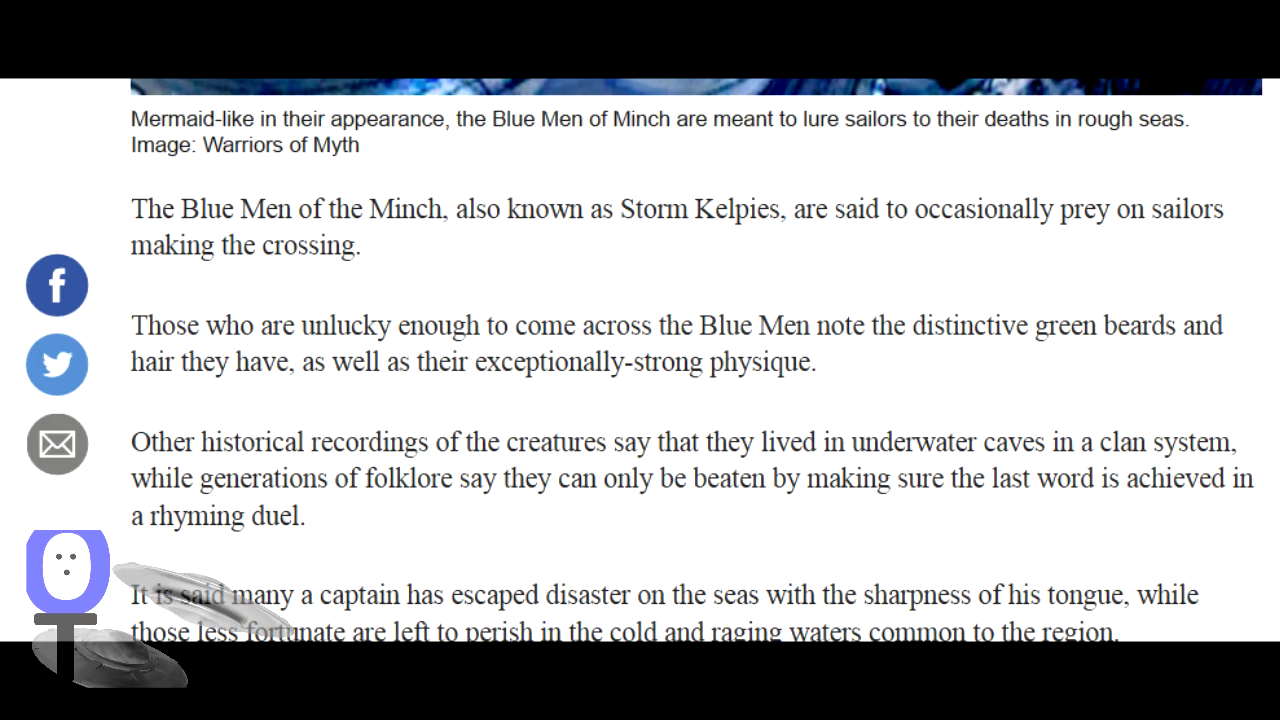 Mermaid-like in their appearance, the Blue Men of Minch are meant to lure sailors to their deaths in rough seas.
Image: Warriors of Myth
The Blue Men of the Minch, also known as Storm Kelpies, are said to occasionally prey on sailors
making the crossing.
Those who are unlucky enough to come across the Blue Men note the distinctive green beards and
hair they have, as well as their exceptionally-strong physique.
Other historical recordings of the creatures say that they lived in underwater caves in a clan system,
while generations of folklore say they can only be beaten by making sure the last word is achieved in
a rhyming duel.
It is said many a captain has escaped disaster on the seas with the sharpness of his tongue, while
those less fortunate are left to perish in the cold and raging waters common to the region.